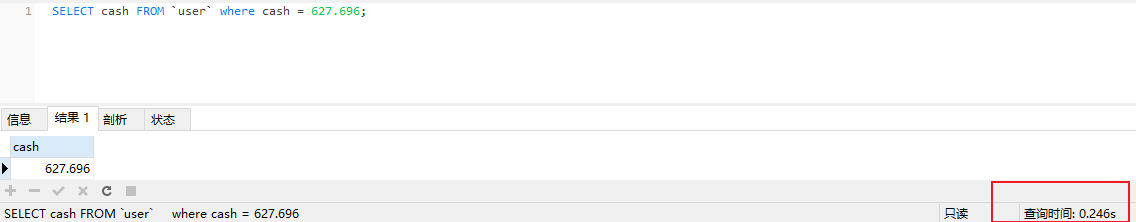 1 SELECT cash FROM `user` where cash = 627.696;
信息 结果 1 剖析 状态
cash
627.696
SELECT cash FROM `user` where cash = 627.696 只读 查询时间: 0.246s